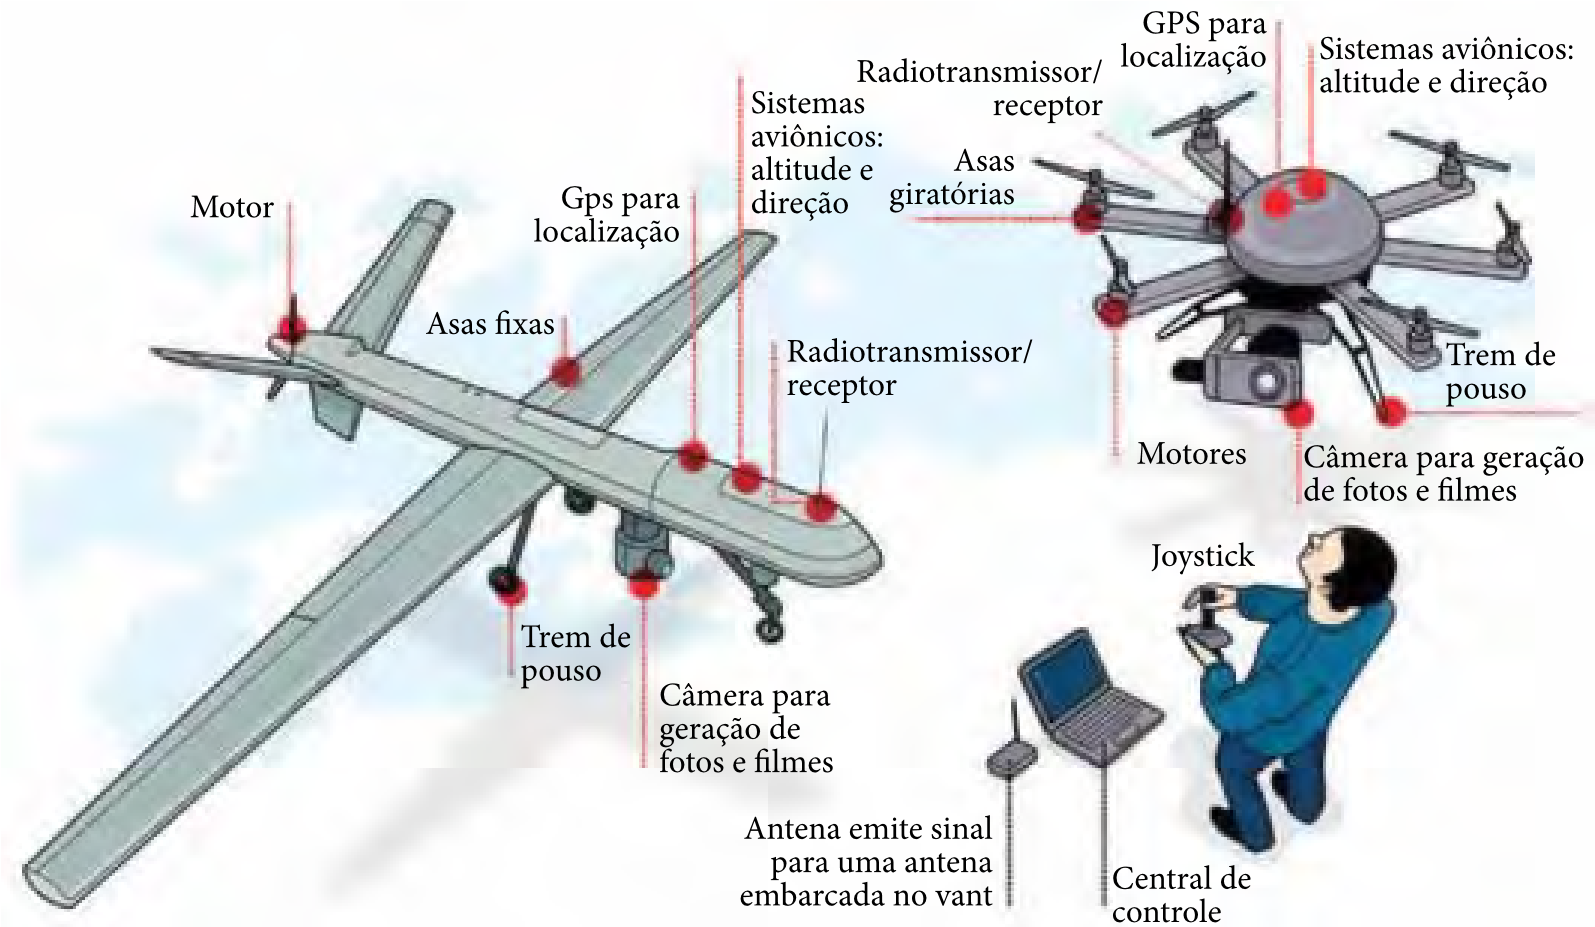 Motor
Asas fixas
Gps para
localização
Sistemas
aviônicos:
altitude e
direção
Radiotransmissor/
receptor
Trem de
pouso
Câmera para
geração de
fotos e filmes
Radiotransmissor/
receptor
GPS para
localização
Sistemas aviônicos:
altitude e direção
Asas
giratórias
Motores
Trem de
pouso
Câmera para geração
de fotos e filmes
Joystick
Antena emite sinal
para uma antena
embarcada no vant
Central de
controle